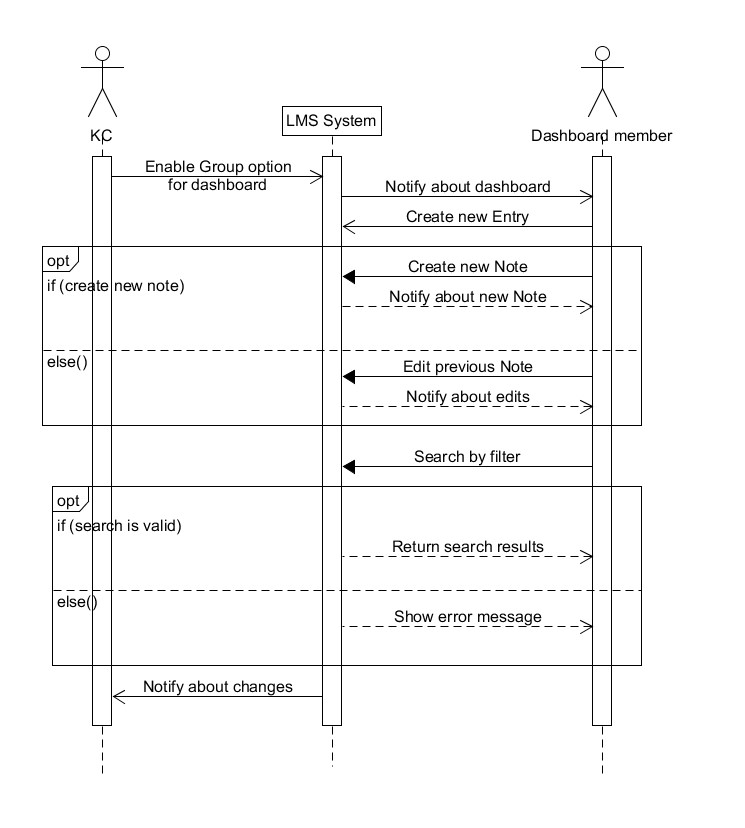 KC
LMS System
Dashboard member
Enable Group option
for dashboard
Notify about dashboard
Create new Entry
opt
if (create new note)
Create new Note
Notify about new Note
else()
Edit previous Note
Notify about edits
Search by filter
opt
if (search is valid)
Return search results
else()
Show error message
Notify about changes